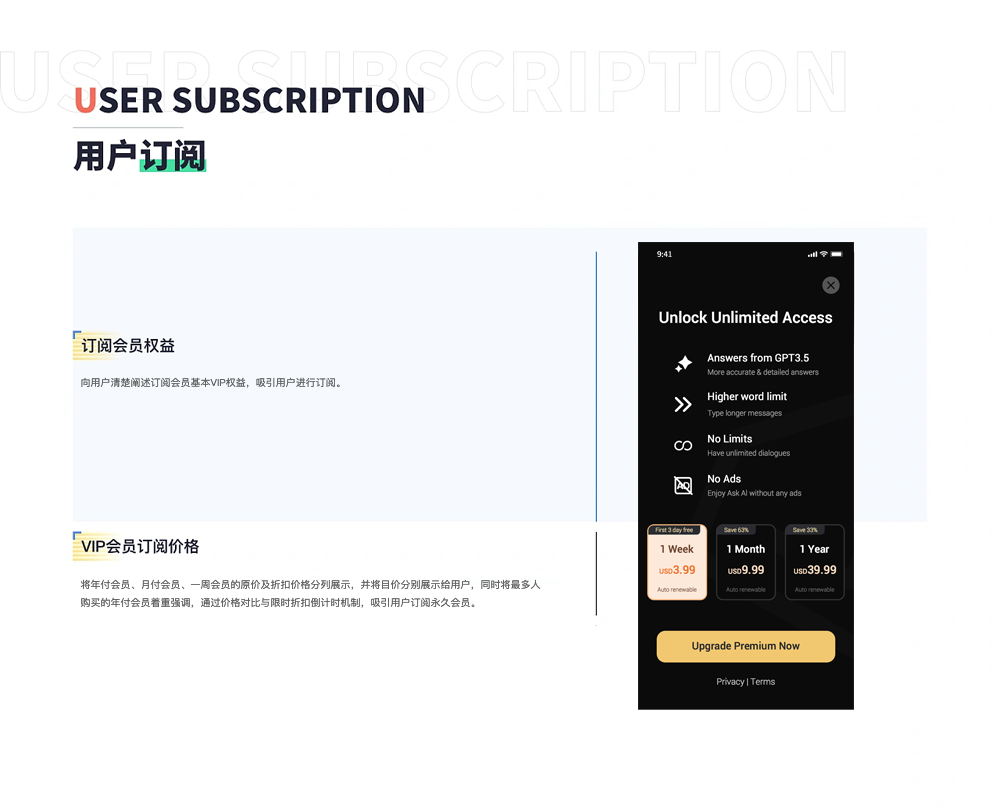 USER SUBSCRIPTION
USER SUBSCRIPTION
用户订阅
订阅会员权益
向用户清楚阐述订阅会员基本VIP权益，吸引用户进行订阅。
VIP会员订阅价格
将年付会员、月付会员、一周会员的原价及折扣价格分列展示，并将目价分别展示给用户，同时将最多人
购买的年付会员着重强调，通过价格对比与限时折扣倒计时机制，吸引用户订阅永久会员。
9:41
Unlock Unlimited Access
Answers from GPT3.5
More accurate & detailed answers
Higher word limit
Type longer messages
No Limits
Have unlimited dialogues
AD
No Ads
Enjoy Ask AI without any ads
First 3 day free
1 Week
USD3.99
Auto renewable
Save 63%
1 Month
USD9.99
Auto renewable
Save 33%
1 Year
USD39.99
Auto renewable
Upgrade Premium Now
Privacy | Terms